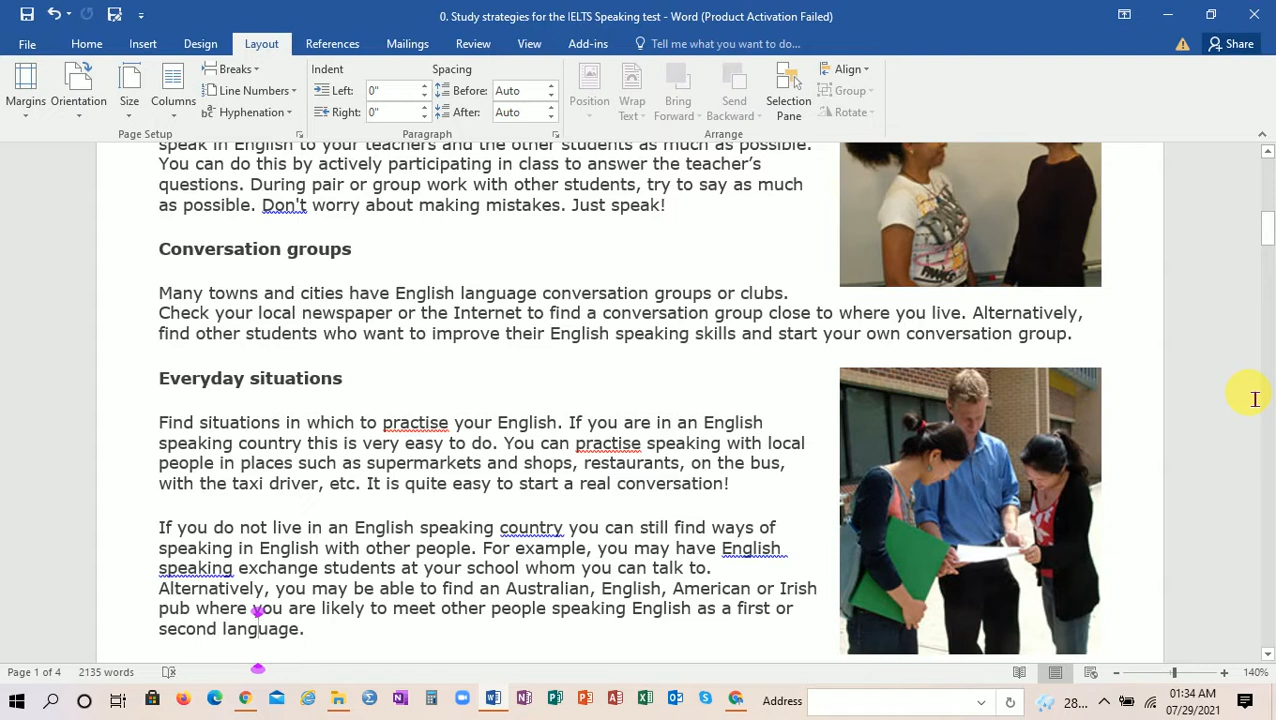 0. Study strategies for the IELTS Speaking test - Word (Product Activation Failed)
File Home Insert Design Layout References Mailings Review View Add-ins Tell me what you want to do... Share
Margins Orientation Size Columns Breaks Line Numbers Hyphenation
Page Setup
Indent Spacing
Left: 0" Before: Auto
Right: 0" After: Auto
Paragraph
Position Wrap Text Bring Forward Send Backward Selection Pane Align Group Rotate
Arrange
speak in English to your teachers and the other students as much as possible.
You can do this by actively participating in class to answer the teacher's
questions. During pair or group work with other students, try to say as much
as possible. Don't worry about making mistakes. Just speak!
Conversation groups
Many towns and cities have English language conversation groups or clubs.
Check your local newspaper or the Internet to find a conversation group close to where you live. Alternatively,
find other students who want to improve their English speaking skills and start your own conversation group.
Everyday situations
Find situations in which to practise your English. If you are in an English
speaking country this is very easy to do. You can practise speaking with local
people in places such as supermarkets and shops, restaurants, on the bus,
with the taxi driver, etc. It is quite easy to start a real conversation!
If you do not live in an English speaking country you can still find ways of
speaking in English with other people. For example, you may have English
speaking exchange students at your school whom you can talk to.
Alternatively, you may be able to find an Australian, English, American or Irish
pub where you are likely to meet other people speaking English as a first or
second language.
Page 1 of 4 2135 words 140%
Address 28... 01:34 AM
07/29/2021